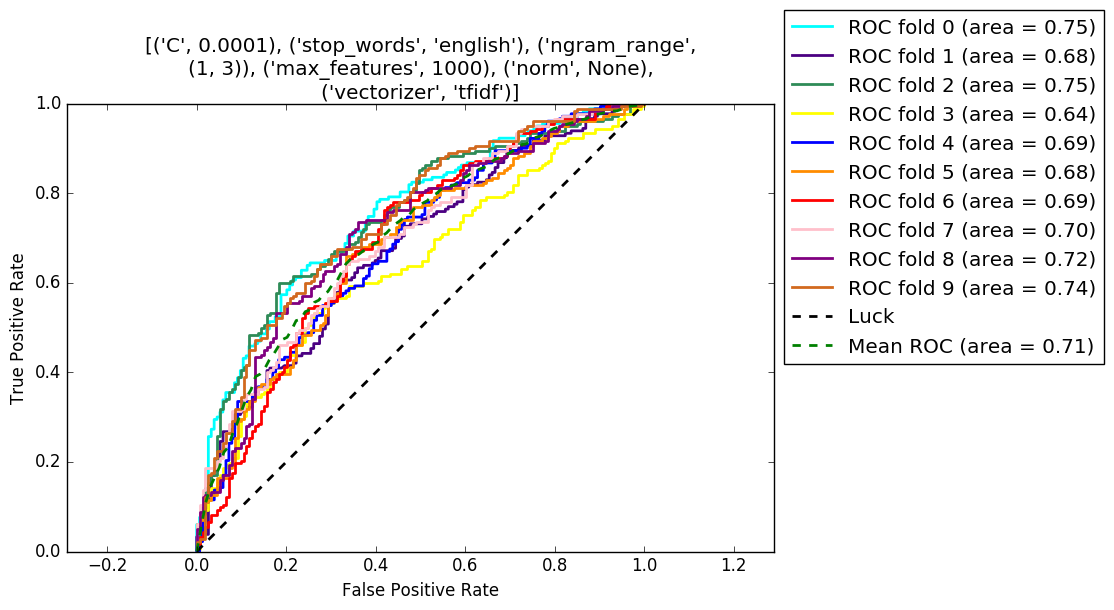 [('C', 0.0001), ('stop_words', 'english'), ('ngram_range',
(1, 3)), ('max_features', 1000), ('norm', None),
('vectorizer', 'tfidf')]
ROC fold 0 (area = 0.75)
ROC fold 1 (area = 0.68)
ROC fold 2 (area = 0.75)
ROC fold 3 (area = 0.64)
ROC fold 4 (area = 0.69)
ROC fold 5 (area = 0.68)
ROC fold 6 (area = 0.69)
ROC fold 7 (area = 0.70)
ROC fold 8 (area = 0.72)
ROC fold 9 (area = 0.74)
Luck
Mean ROC (area = 0.71)
True Positive Rate
1.0
0.8
0.6
0.4
0.2
0.0
−0.2 0.0 0.2 0.4 0.6 0.8 1.0 1.2
False Positive Rate